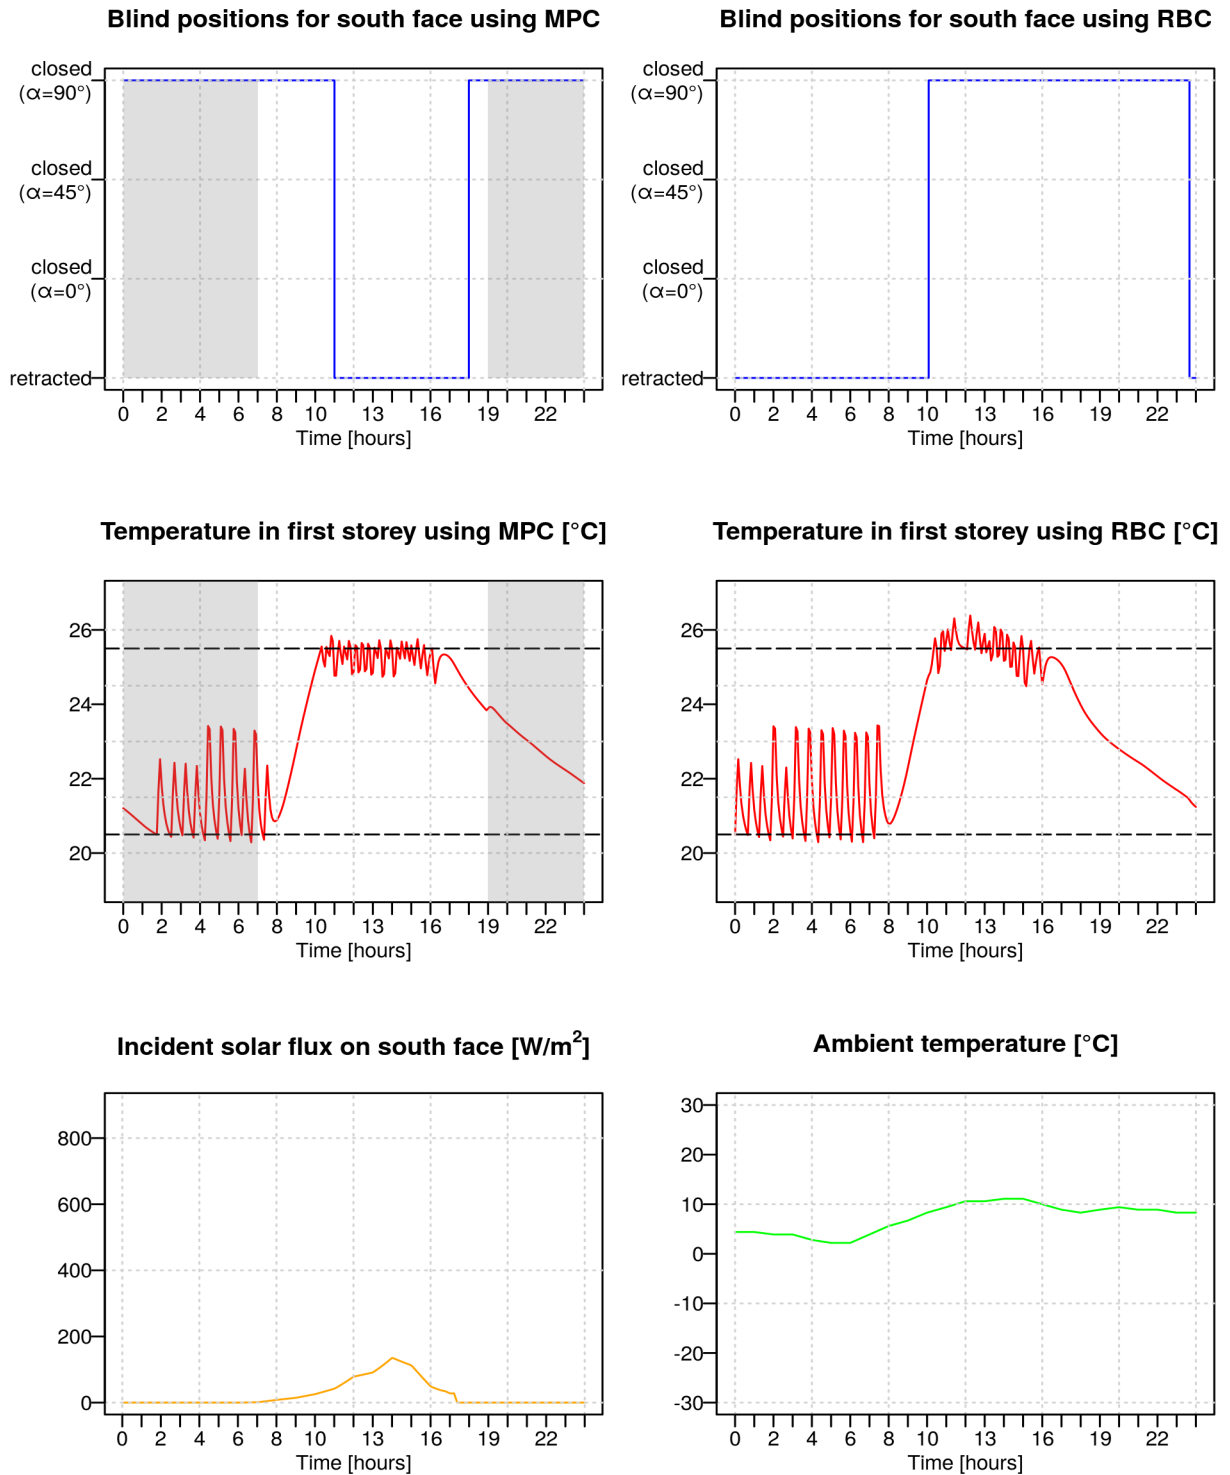 Blind positions for south face using MPC
closed
(α=90°)
closed
(α=45°)
closed
(α=0°)
retracted
0 2 4 6 8 10 13 16 19 22
Time [hours]
Blind positions for south face using RBC
closed
(α=90°)
closed
(α=45°)
closed
(α=0°)
retracted
0 2 4 6 8 10 13 16 19 22
Time [hours]
Temperature in first storey using MPC [°C]
26
24
22
20
0 2 4 6 8 10 13 16 19 22
Time [hours]
Temperature in first storey using RBC [°C]
26
24
22
20
0 2 4 6 8 10 13 16 19 22
Time [hours]
Incident solar flux on south face [W/m²]
800
600
400
200
0
0 2 4 6 8 10 13 16 19 22
Time [hours]
Ambient temperature [°C]
30
20
10
0
-10
-20
-30
0 2 4 6 8 10 13 16 19 22
Time [hours]